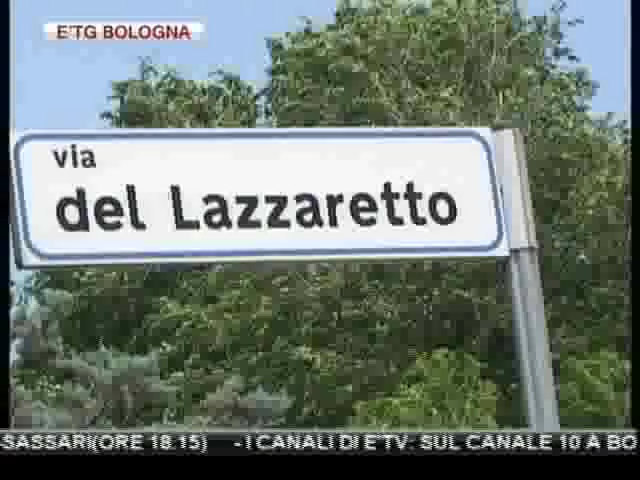 E'TG BOLOGNA
via
del Lazzaretto
SASSARI(ORE 18.15) - I CANALI DI E'TV- SUL CANALE 10 A BO